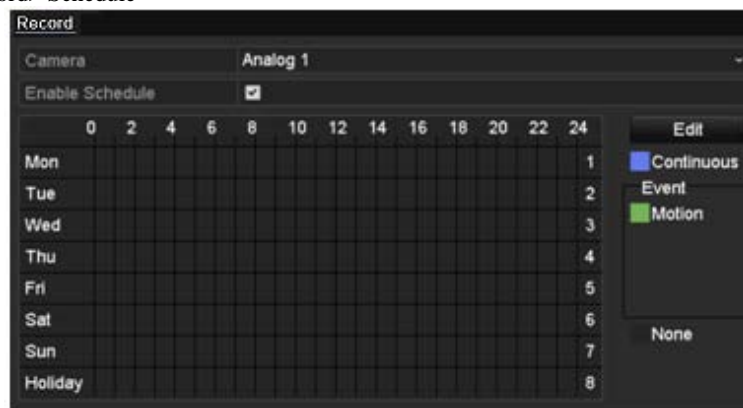 Record
Camera Analog 1
Enable Schedule
0 2 4 6 8 10 12 14 16 18 20 22 24 Edit
Mon 1 Continuous
Tue 2 Event
Wed 3 Motion
Thu 4
Fri 5
Sat 6
Sun 7 None
Holiday 8